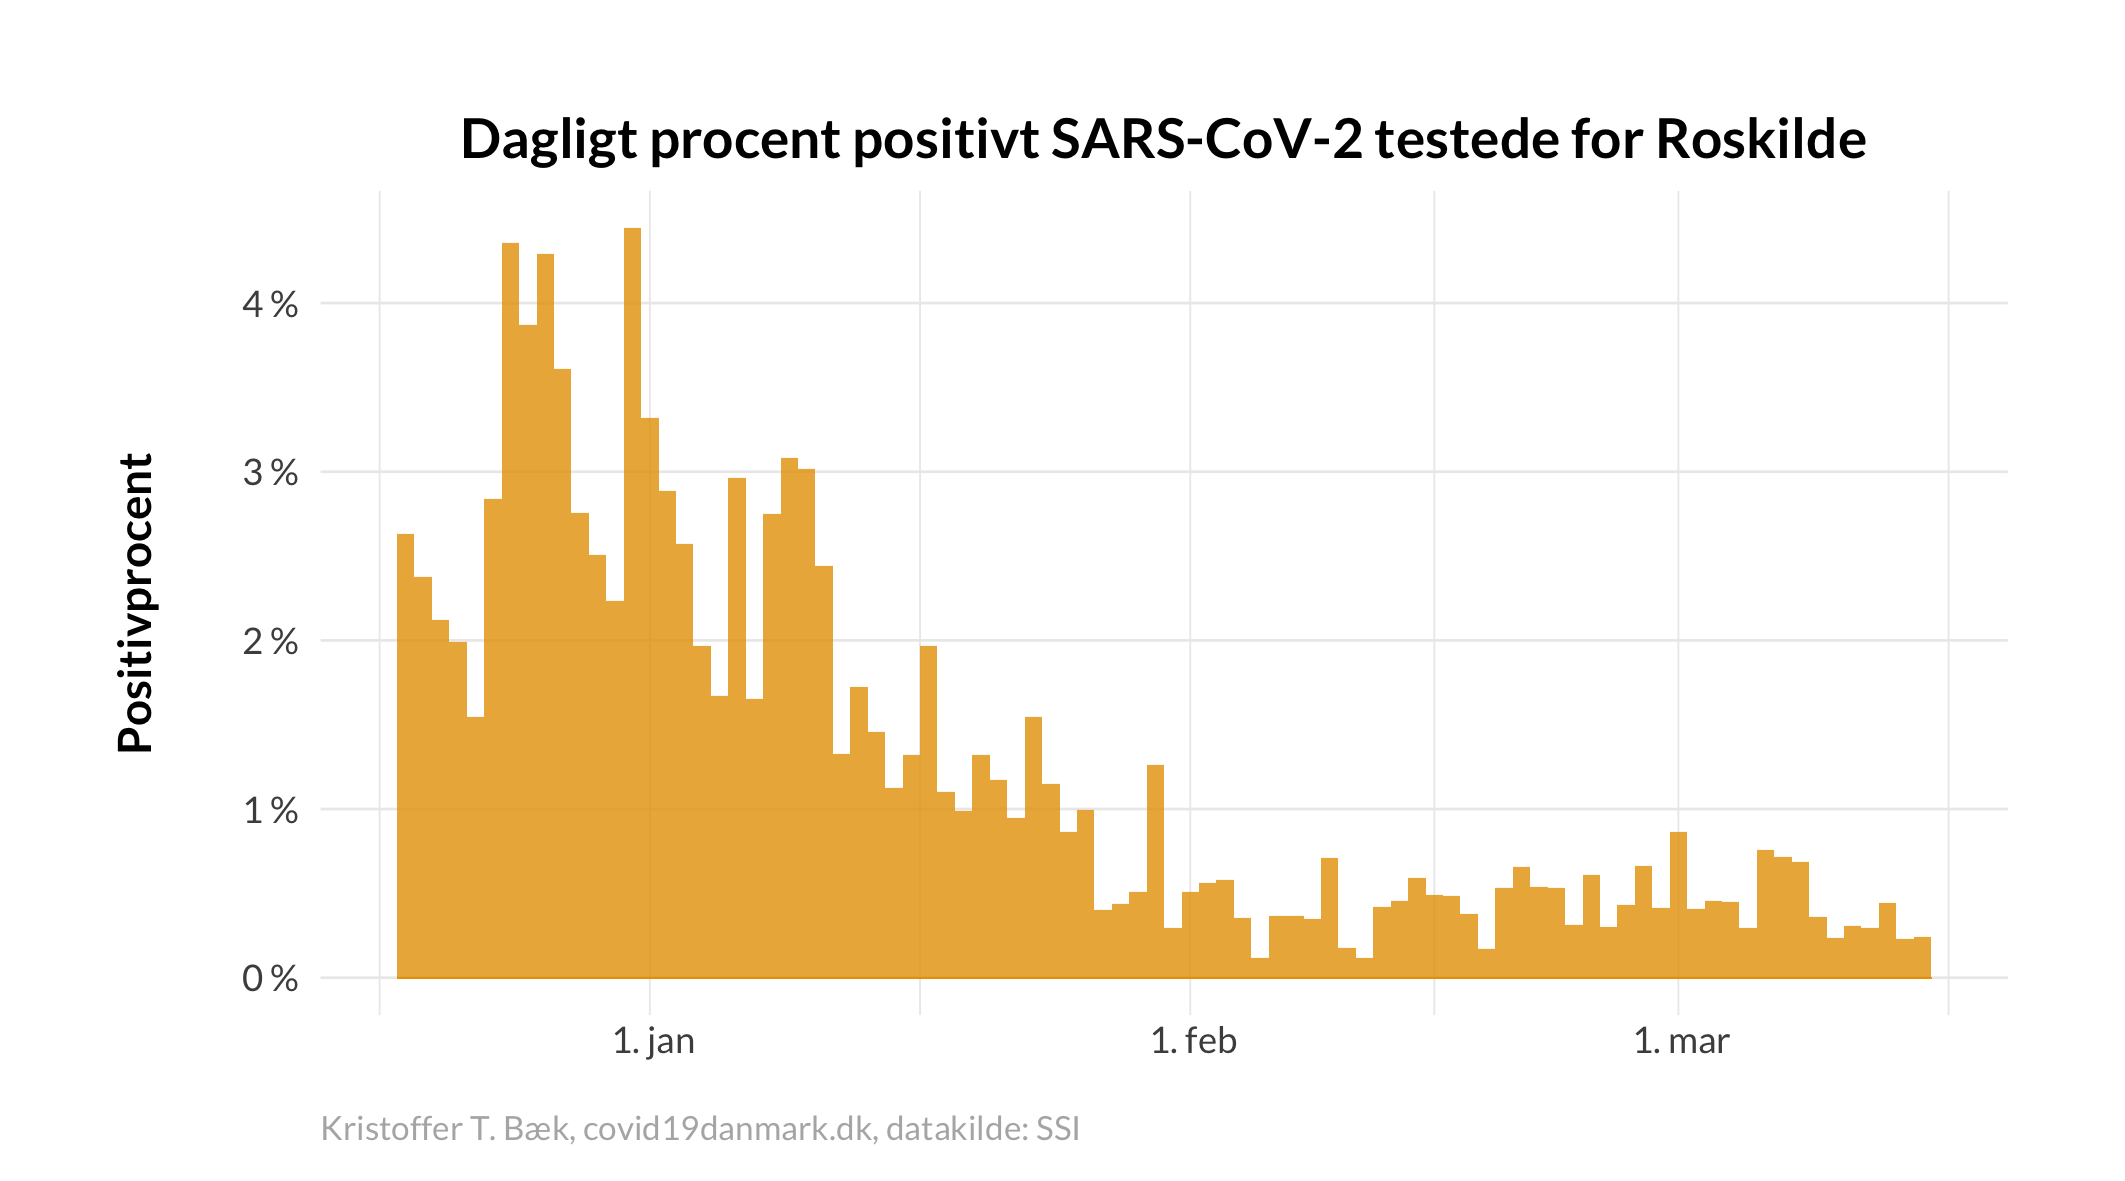 Dagligt procent positivt SARS-CoV-2 testede for Roskilde
Positivprocent
4 %
3 %
2 %
1 %
0 %
1. jan
1. feb
1. mar
Kristoffer T. Bæk, covid19danmark.dk, datakilde: SSI